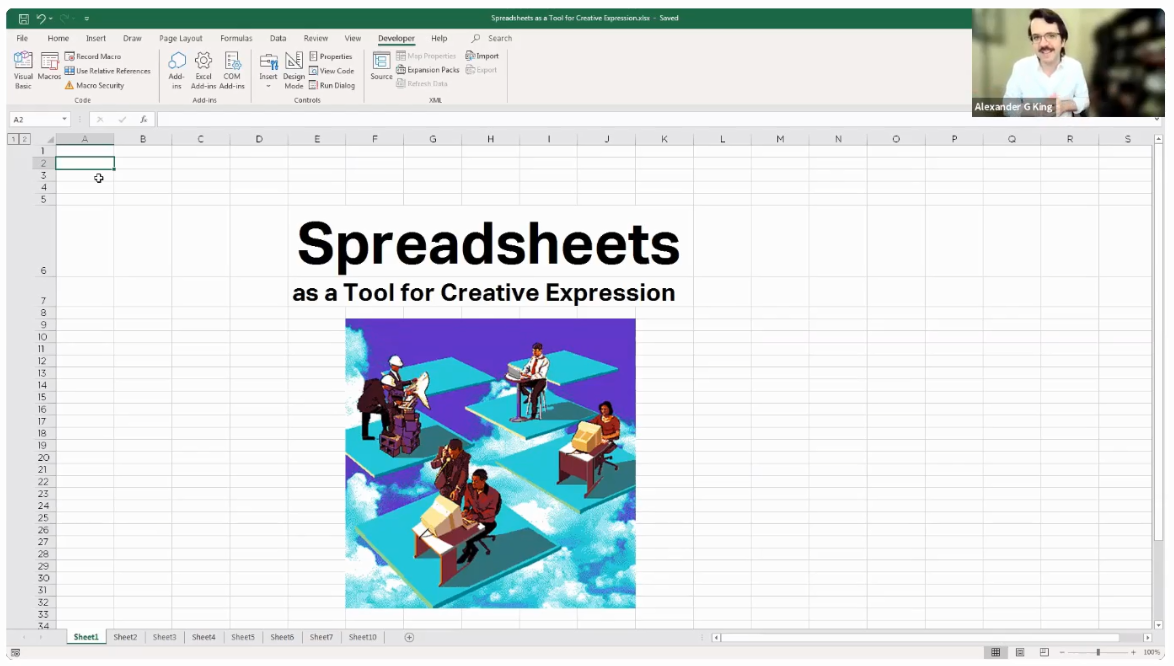 Spreadsheets as a Tool for Creative Expression.xlsx - Saved
File Home Insert Draw Page Layout Formulas Data Review View Developer Help Search
Visual Basic
Macros
Record Macro
Use Relative References
Macro Security
Code
Add-ins
Excel Add-ins
COM Add-ins
Add-ins
Insert
Design Mode
Properties
View Code
Run Dialog
Controls
Source
Map Properties
Expansion Packs
Refresh Data
Import
Export
XML
Alexander G King
A2
fx
1 2
A B C D E F G H I J K L M N O P Q R S
1
2
3
4
5
6
7
8
9
10
11
12
13
14
15
16
17
18
19
20
21
22
23
24
25
26
27
28
29
30
31
32
33
34
Spreadsheets
as a Tool for Creative Expression
Sheet1 Sheet2 Sheet3 Sheet4 Sheet5 Sheet6 Sheet7 Sheet10
100%